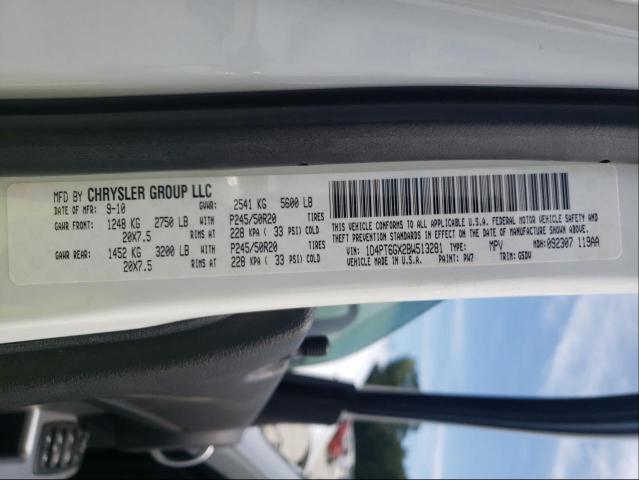 MFD BY CHRYSLER GROUP LLC
DATE OF MFR: 9-10 GVWR: 2541 KG 5600 LB
GAWR FRONT: 1248 KG 2750 LB WITH P245/50R20 TIRES
20X7.5 RIMS AT 228 KPA ( 33 PSI) COLD
GAWR REAR: 1452 KG 3200 LB WITH P245/50R20 TIRES
20X7.5 RIMS AT 228 KPA ( 33 PSI) COLD
THIS VEHICLE CONFORMS TO ALL APPLICABLE U.S.A. FEDERAL MOTOR VEHICLE SAFETY AND
THEFT PREVENTION STANDARDS IN EFFECT ON THE DATE OF MANUFACTURE SHOWN ABOVE.
VIN: 1D4PT6GX2BW513281 TYPE: MPV MDH: 092307 119AA
MADE IN U.S.A. PAINT: PW7 TRIM: GSDV